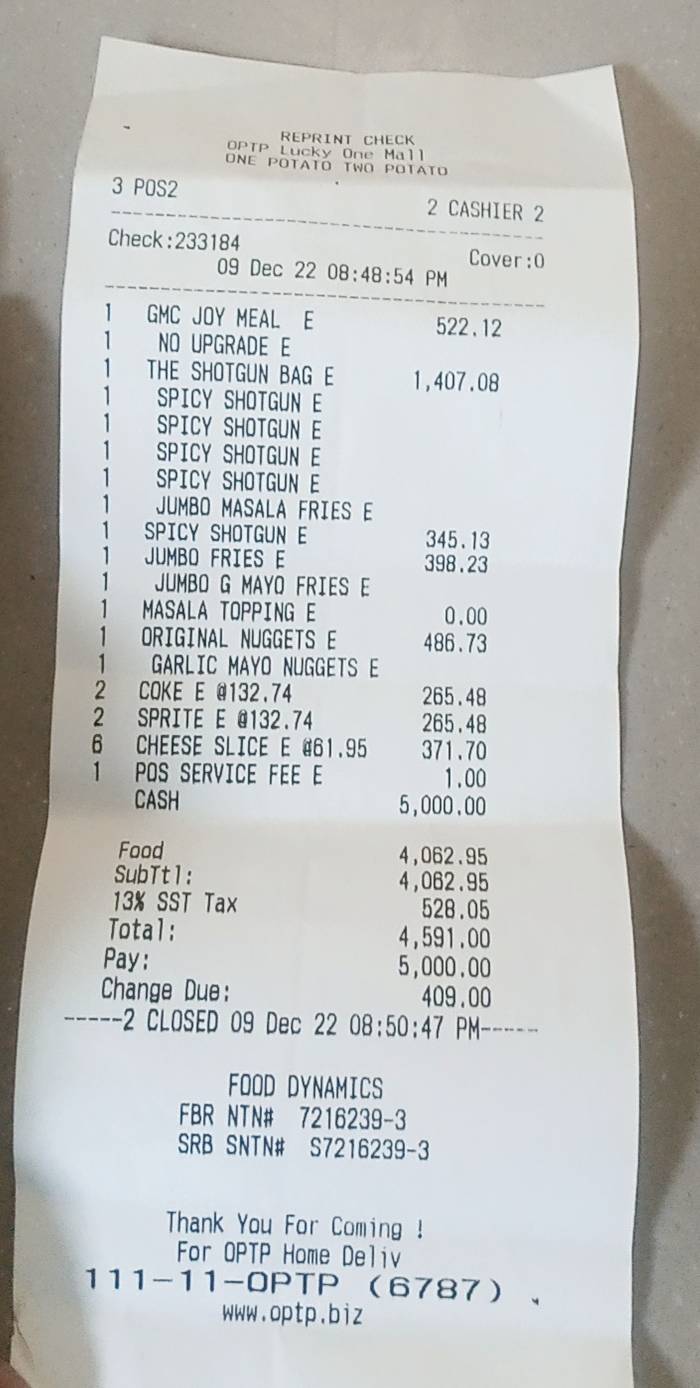 REPRINT CHECK
OPTP Lucky One Mall
ONE POTATO TWO POTATO
3 POS2 2 CASHIER 2
Check:233184 Cover:0
09 Dec 22 08:48:54 PM
1 GMC JOY MEAL E 522.12
1 NO UPGRADE E
1 THE SHOTGUN BAG E 1,407.08
1 SPICY SHOTGUN E
1 SPICY SHOTGUN E
1 SPICY SHOTGUN E
1 SPICY SHOTGUN E
1 JUMBO MASALA FRIES E
1 SPICY SHOTGUN E 345.13
1 JUMBO FRIES E 398.23
1 JUMBO G MAYO FRIES E
1 MASALA TOPPING E 0.00
1 ORIGINAL NUGGETS E 486.73
1 GARLIC MAYO NUGGETS E
2 COKE E @132.74 265.48
2 SPRITE E @132.74 265.48
6 CHEESE SLICE E @61.95 371.70
1 POS SERVICE FEE E 1.00
CASH 5,000.00
Food 4,062.95
SubTtl: 4,062.95
13% SST Tax 528.05
Total: 4,591.00
Pay: 5,000.00
Change Due: 409.00
-----2 CLOSED 09 Dec 22 08:50:47 PM-----
FOOD DYNAMICS
FBR NTN# 7216239-3
SRB SNTN# S7216239-3
Thank You For Coming !
For OPTP Home Deliv
111-11-OPTP (6787)
www.optp.biz